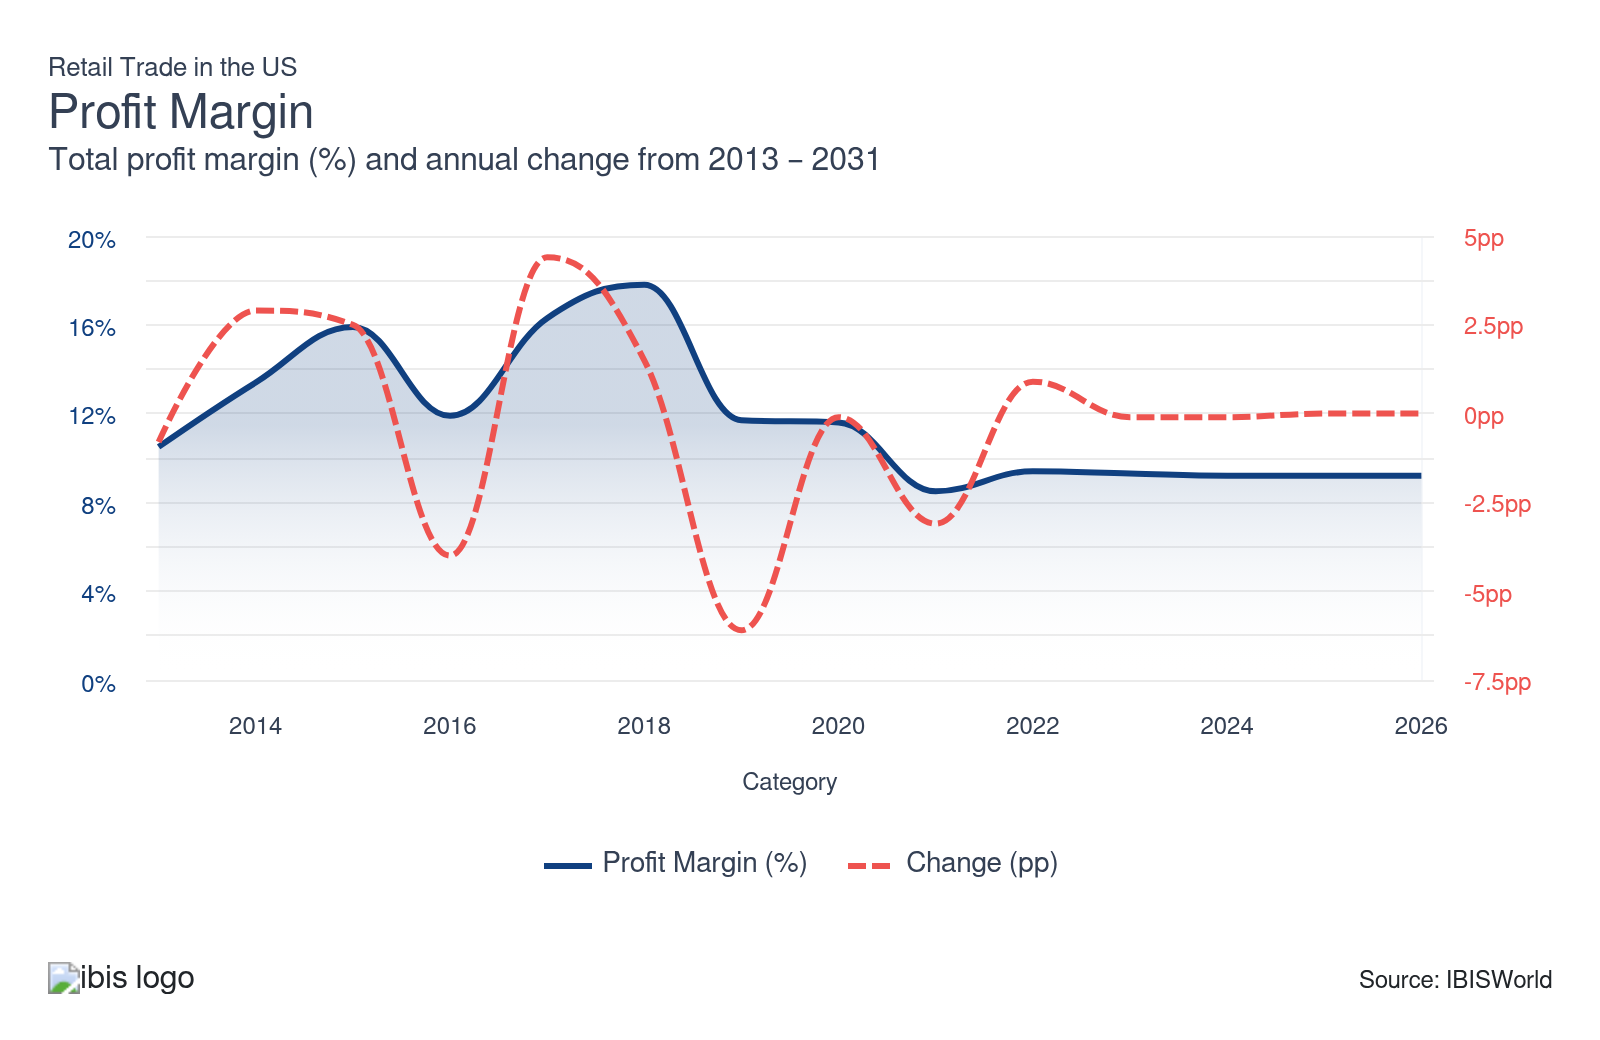 Retail Trade in the US
Profit Margin
Total profit margin (%) and annual change from 2013 – 2031
20%
16%
12%
8%
4%
0%
5pp
2.5pp
0pp
-2.5pp
-5pp
-7.5pp
2014 2016 2018 2020 2022 2024 2026
Category
Profit Margin (%) Change (pp)
ibis logo
Source: IBISWorld